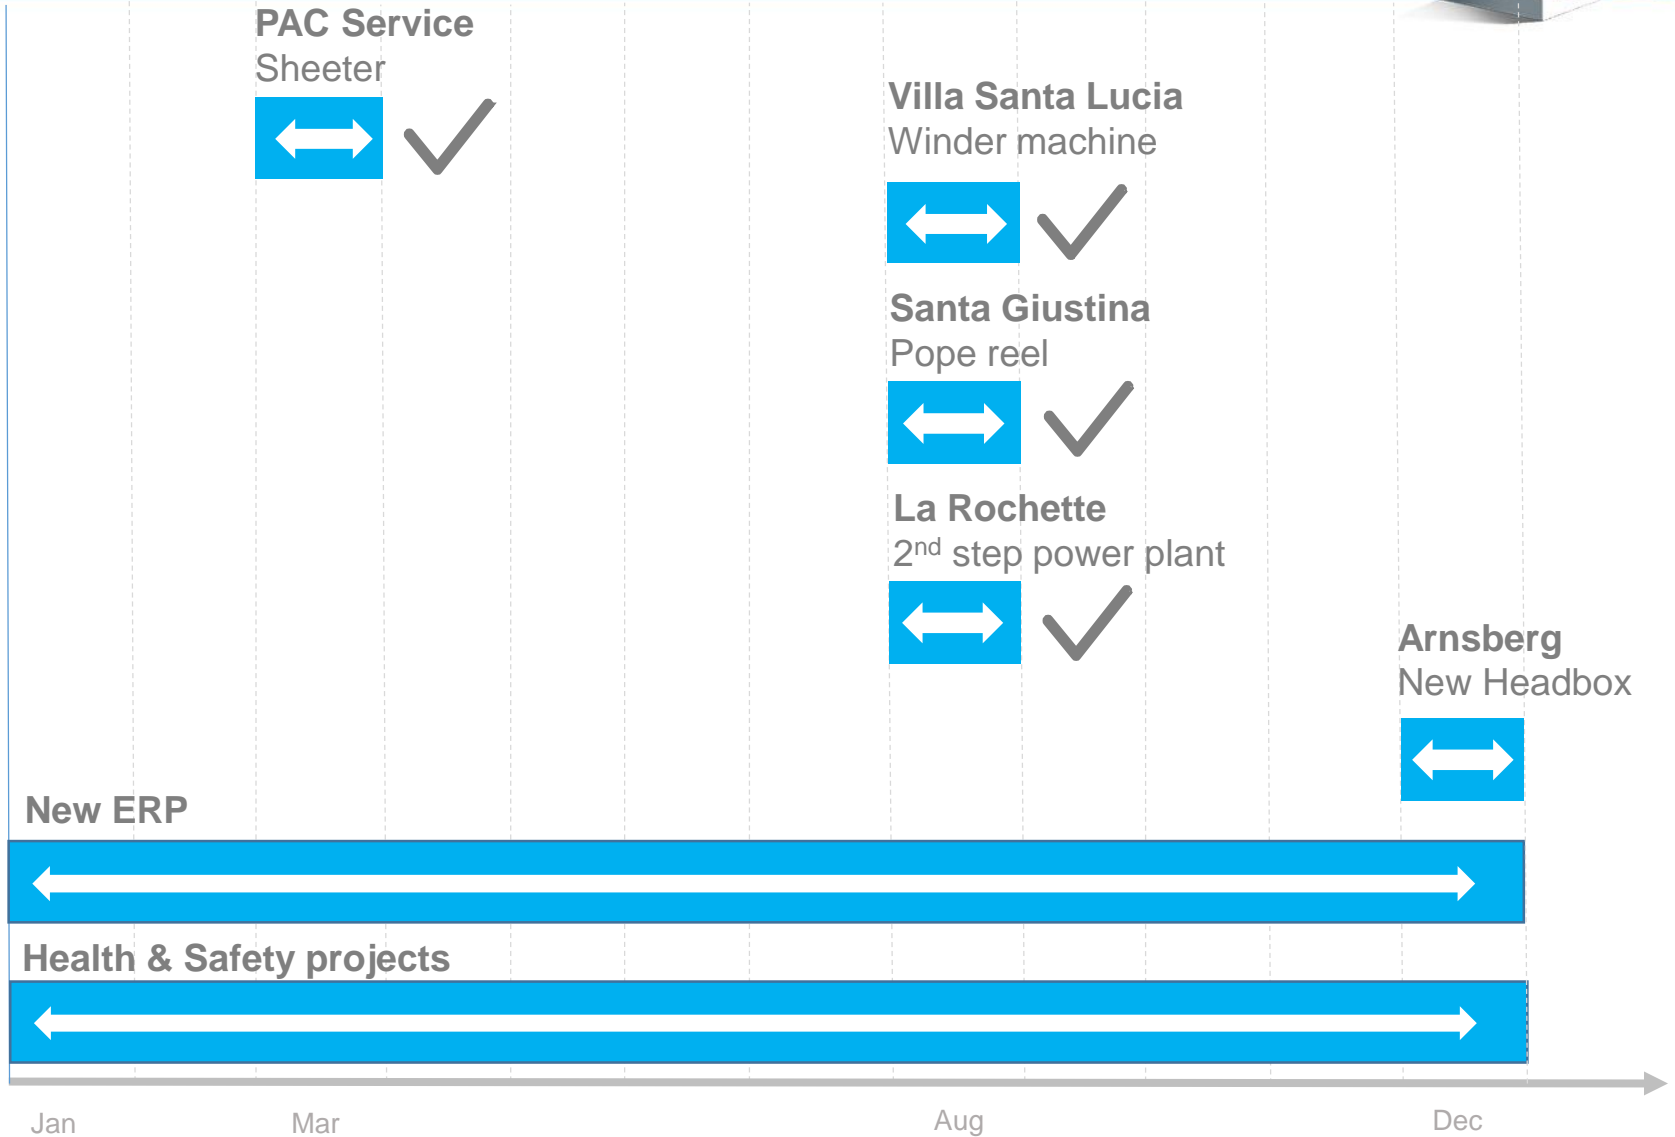 PAC Service
Sheeter
Villa Santa Lucia
Winder machine
Santa Giustina
Pope reel
La Rochette
2nd step power plant
Arnsberg
New Headbox
New ERP
Health & Safety projects
Jan
Mar
Aug
Dec